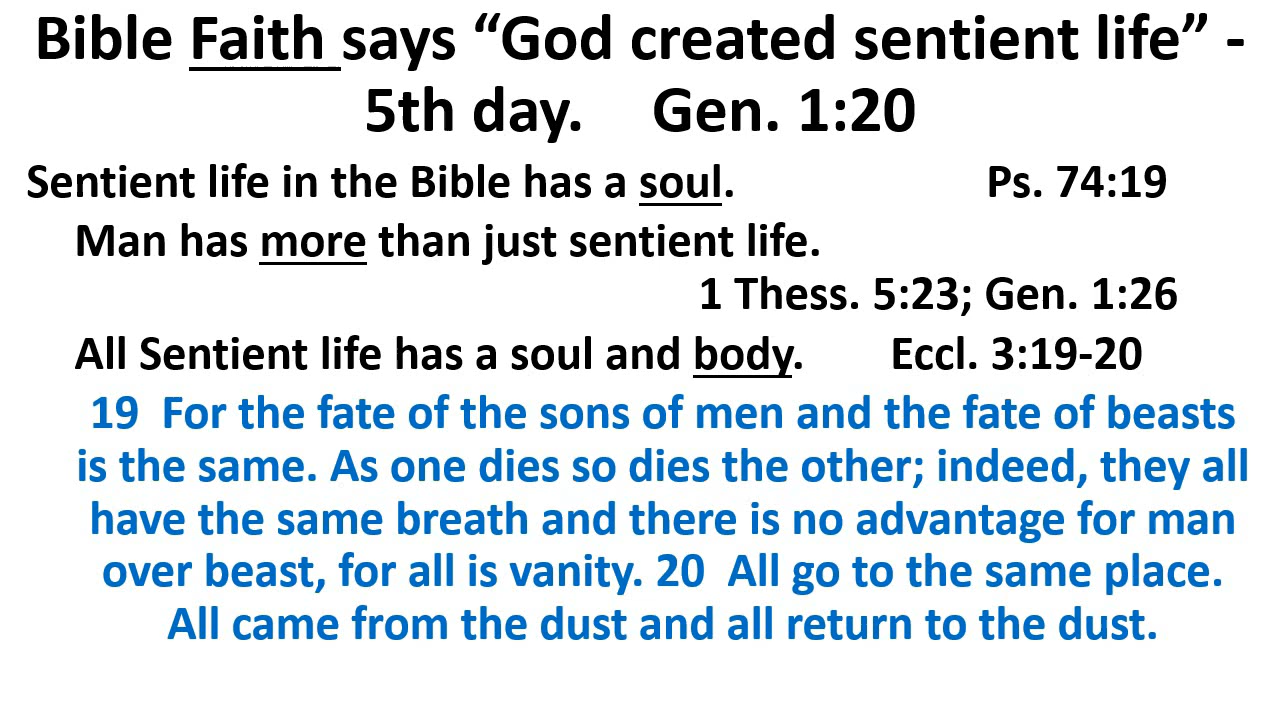 Bible Faith says “God created sentient life” -
5th day. Gen. 1:20
Sentient life in the Bible has a soul. Ps. 74:19
Man has more than just sentient life.
1 Thess. 5:23; Gen. 1:26
All Sentient life has a soul and body. Eccl. 3:19-20
19 For the fate of the sons of men and the fate of beasts
is the same. As one dies so dies the other; indeed, they all
have the same breath and there is no advantage for man
over beast, for all is vanity. 20 All go to the same place.
All came from the dust and all return to the dust.